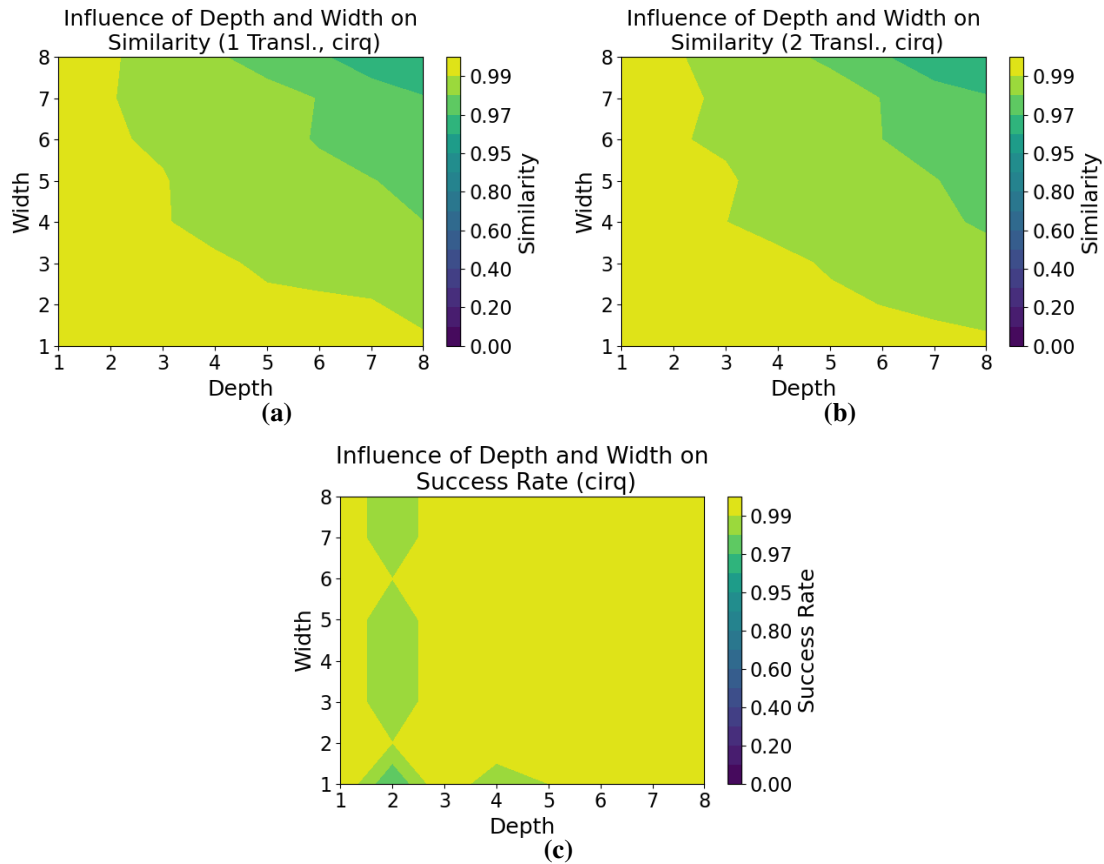 Influence of Depth and Width on
Similarity (1 Transl., cirq)
8
7
6
5
4
3
2
1
Width
1 2 3 4 5 6 7 8
Depth
0.99
0.97
0.95
0.80
0.60
0.40
0.20
0.00
Similarity
(a)
Influence of Depth and Width on
Similarity (2 Transl., cirq)
8
7
6
5
4
3
2
1
Width
1 2 3 4 5 6 7 8
Depth
0.99
0.97
0.95
0.80
0.60
0.40
0.20
0.00
Similarity
(b)
Influence of Depth and Width on
Success Rate (cirq)
8
7
6
5
4
3
2
1
Width
1 2 3 4 5 6 7 8
Depth
0.99
0.97
0.95
0.80
0.60
0.40
0.20
0.00
Success Rate
(c)